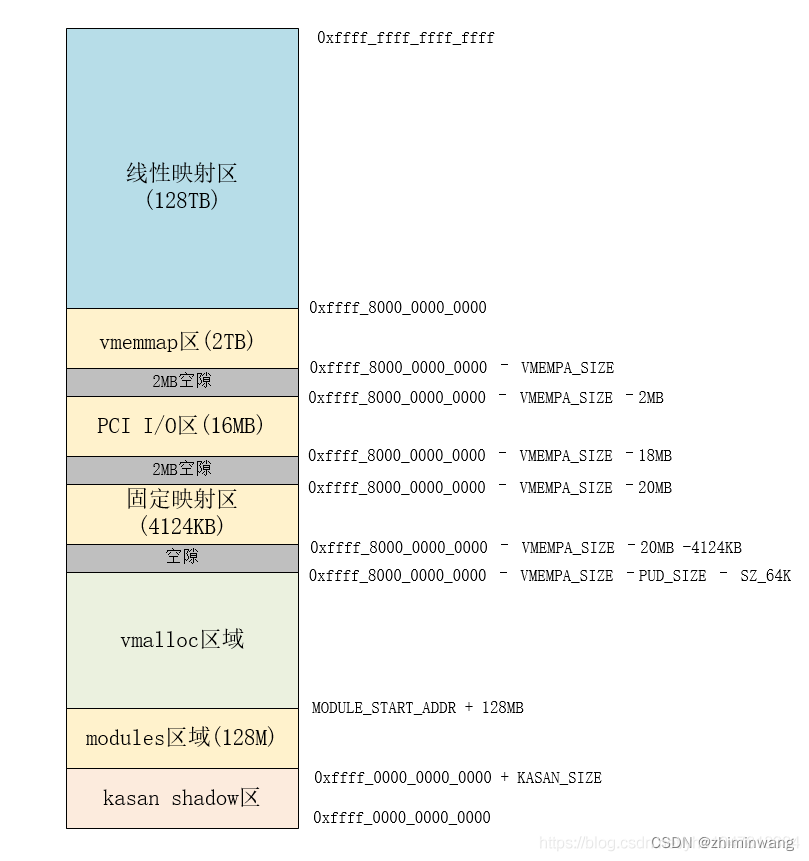 0xffff_ffff_ffff_ffff
线性映射区
(128TB)
0xffff_8000_0000_0000
vmemmap区(2TB)
0xffff_8000_0000_0000 - VMEMPA_SIZE
2MB空隙
0xffff_8000_0000_0000 - VMEMPA_SIZE -2MB
PCI I/O区(16MB)
0xffff_8000_0000_0000 - VMEMPA_SIZE -18MB
2MB空隙
0xffff_8000_0000_0000 - VMEMPA_SIZE -20MB
固定映射区
(4124KB)
0xffff_8000_0000_0000 - VMEMPA_SIZE -20MB -4124KB
空隙
0xffff_8000_0000_0000 - VMEMPA_SIZE -PUD_SIZE - SZ_64K
vmalloc区域
MODULE_START_ADDR + 128MB
modules区域(128M)
0xffff_0000_0000_0000 + KASAN_SIZE
kasan shadow区
0xffff_0000_0000_0000
https://blog.csdn
CSDN @zhiminwang